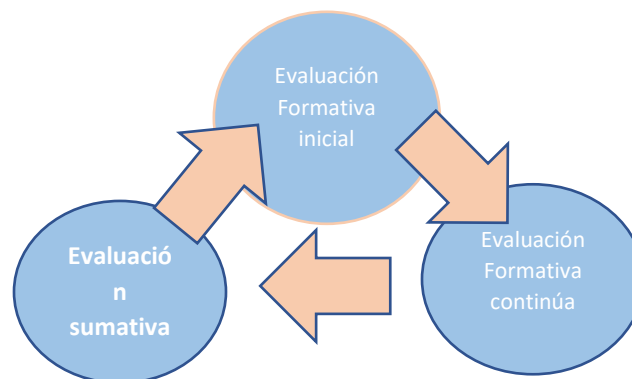 Evaluación
Formativa
inicial
Evaluación
Formativa
continúa
Evaluació
n
sumativa